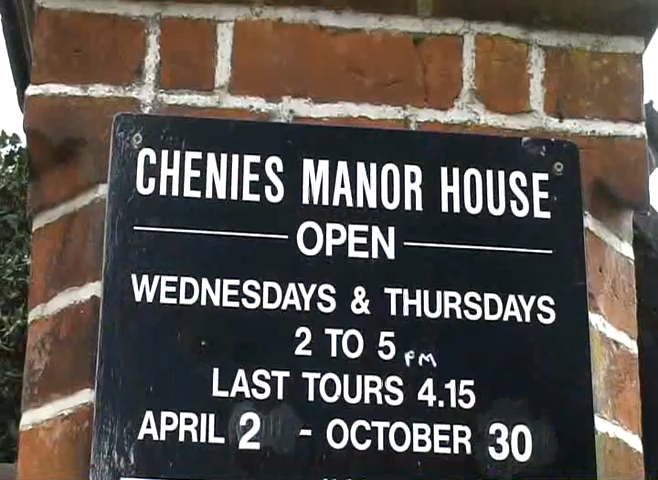 CHENIES MANOR HOUSE
OPEN
WEDNESDAYS & THURSDAYS
2 TO 5 PM
LAST TOURS 4.15
APRIL 2 - OCTOBER 30